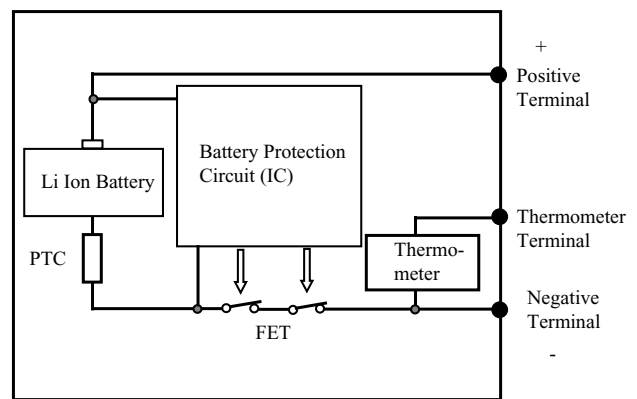 +
Positive
Terminal
Battery Protection
Circuit (IC)
Li Ion Battery
Thermometer
Terminal
Thermo-
meter
PTC
Negative
Terminal
FET
-